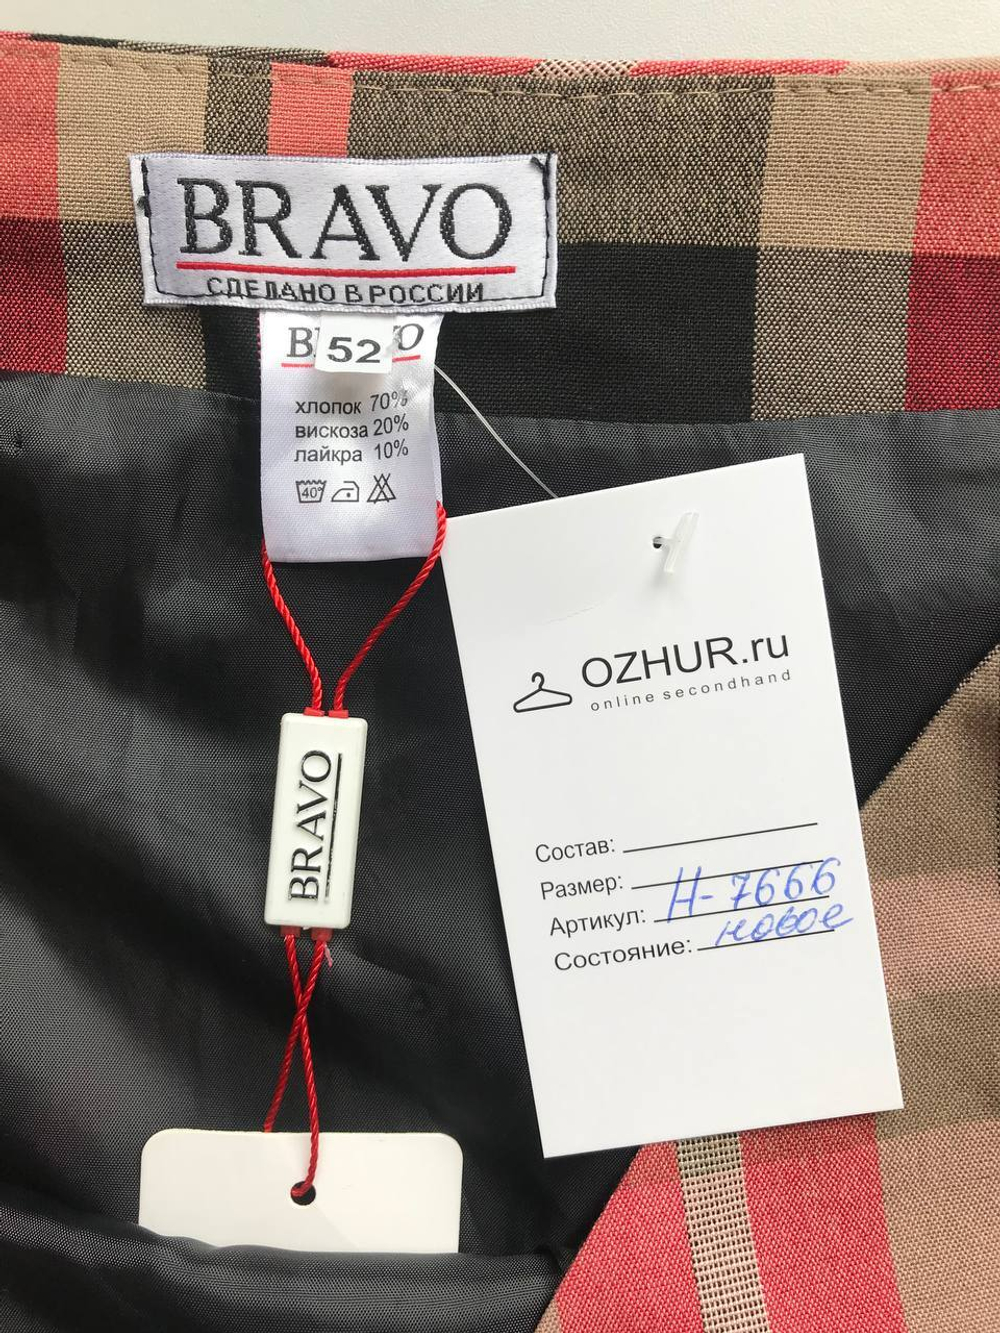 BRAVO
СДЕЛАНО В РОССИИ
52
хлопок 70%
вискоза 20%
лайкра 10%
40°
BRAVO
OZHUR.ru
online secondhand
Состав:
Размер:
Артикул: Н-7666
Состояние: новое